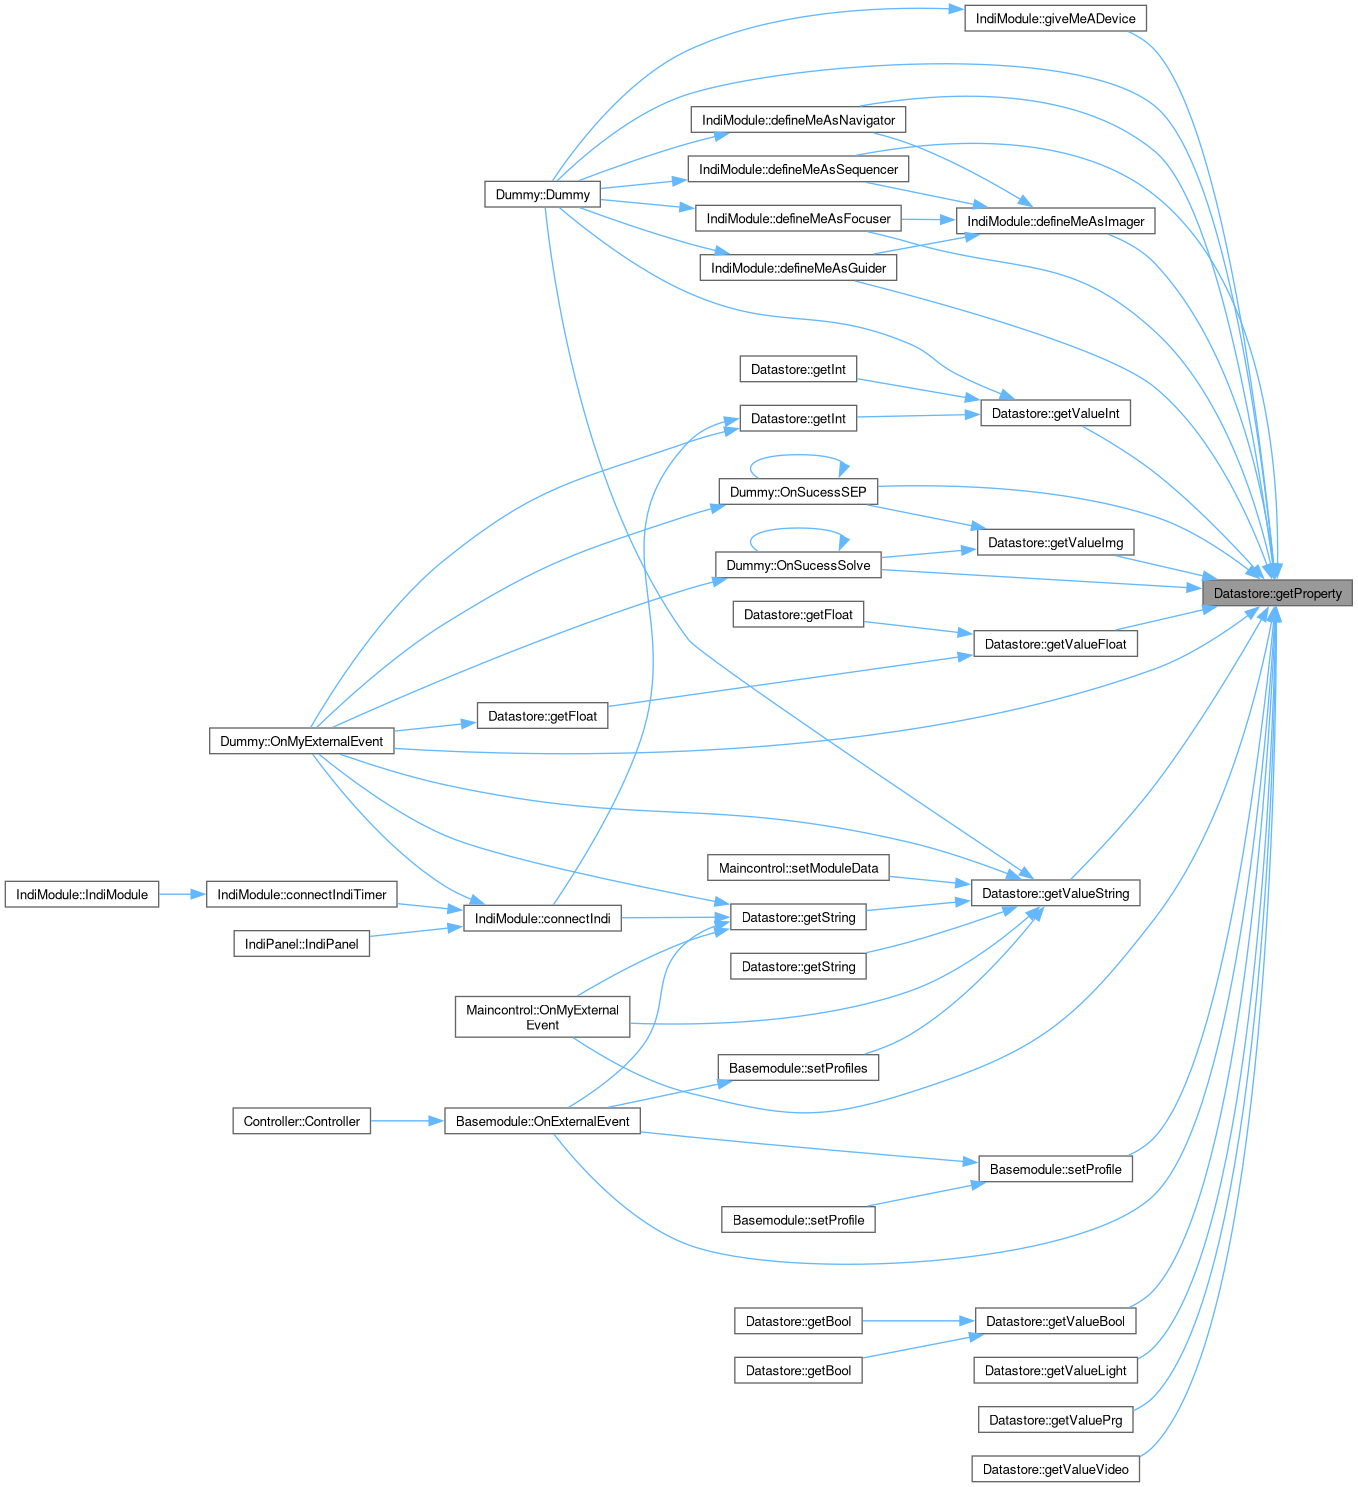 IndiModule::giveMeADevice
IndiModule::defineMeAsNavigator
IndiModule::defineMeAsSequencer
Dummy::Dummy
IndiModule::defineMeAsFocuser
IndiModule::defineMeAsImager
IndiModule::defineMeAsGuider
Datastore::getInt
Datastore::getValueInt
Datastore::getInt
Dummy::OnSucessSEP
Datastore::getValueImg
Dummy::OnSucessSolve
Datastore::getProperty
Datastore::getFloat
Datastore::getValueFloat
Datastore::getFloat
Dummy::OnMyExternalEvent
Maincontrol::setModuleData
IndiModule::IndiModule
IndiModule::connectIndiTimer
Datastore::getValueString
IndiModule::connectIndi
Datastore::getString
IndiPanel::IndiPanel
Datastore::getString
Maincontrol::OnMyExternal
Event
Basemodule::setProfiles
Controller::Controller
Basemodule::OnExternalEvent
Basemodule::setProfile
Basemodule::setProfile
Datastore::getBool
Datastore::getValueBool
Datastore::getBool
Datastore::getValueLight
Datastore::getValuePrg
Datastore::getValueVideo